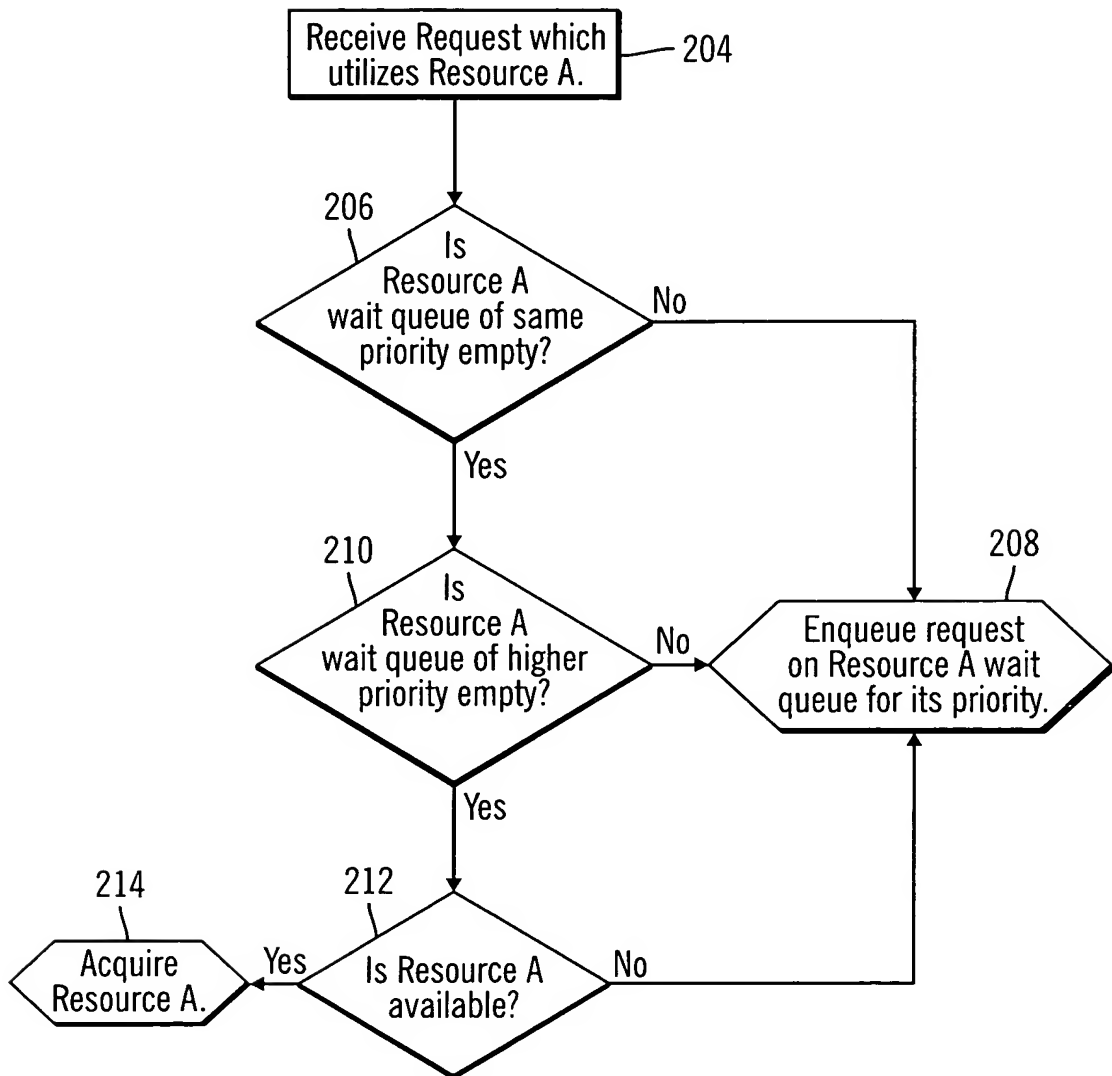 Receive Request which
utilizes Resource A.
204
206
Is
Resource A
wait queue of same
priority empty?
No
Yes
210
Is
Resource A
wait queue of higher
priority empty?
No
208
Enqueue request
on Resource A wait
queue for its priority.
Yes
214
Acquire
Resource A.
Yes
212
Is Resource A
available?
No